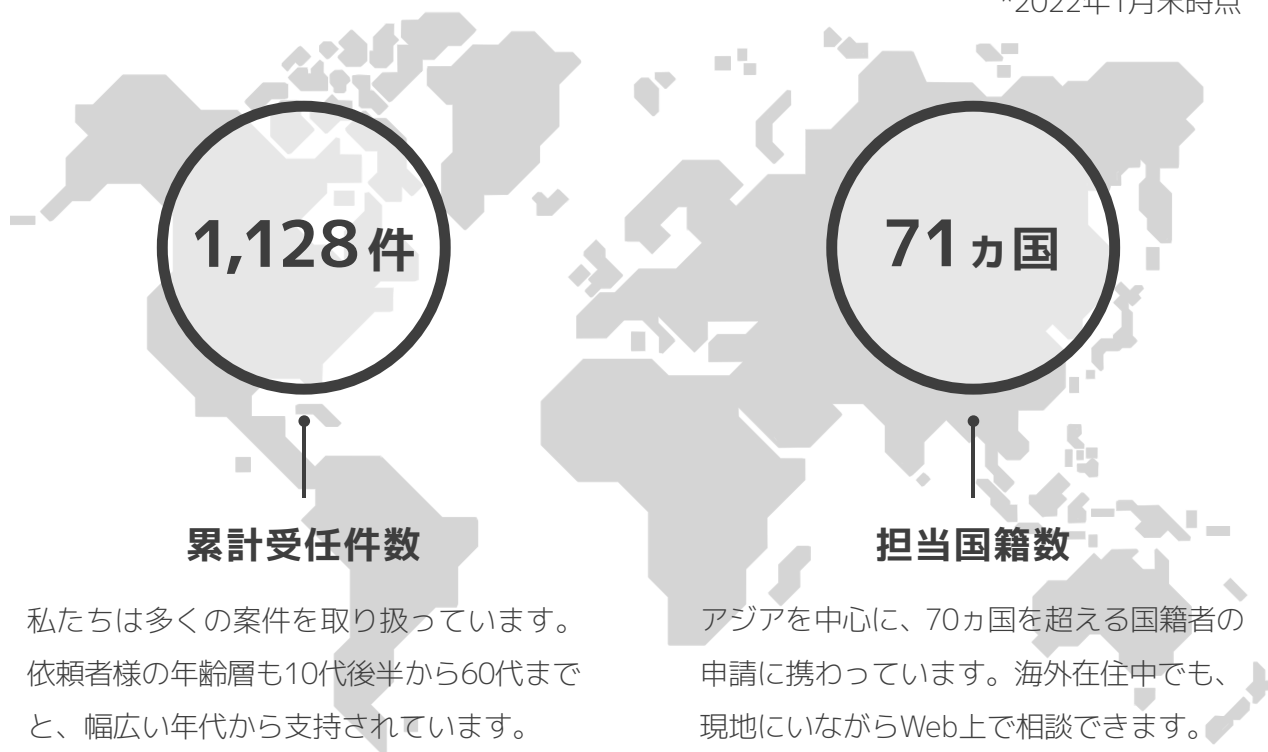 *2022年1月末時点
1,128件
71ヵ国
累計受任件数
私たちは多くの案件を取り扱っています。
依頼者様の年齢層も10代後半から60代まで
と、幅広い年代から支持されています。
担当国籍数
アジアを中心に、70ヵ国を超える国籍者の
申請に携わっています。海外在住中でも、
現地にいながらWeb上で相談できます。